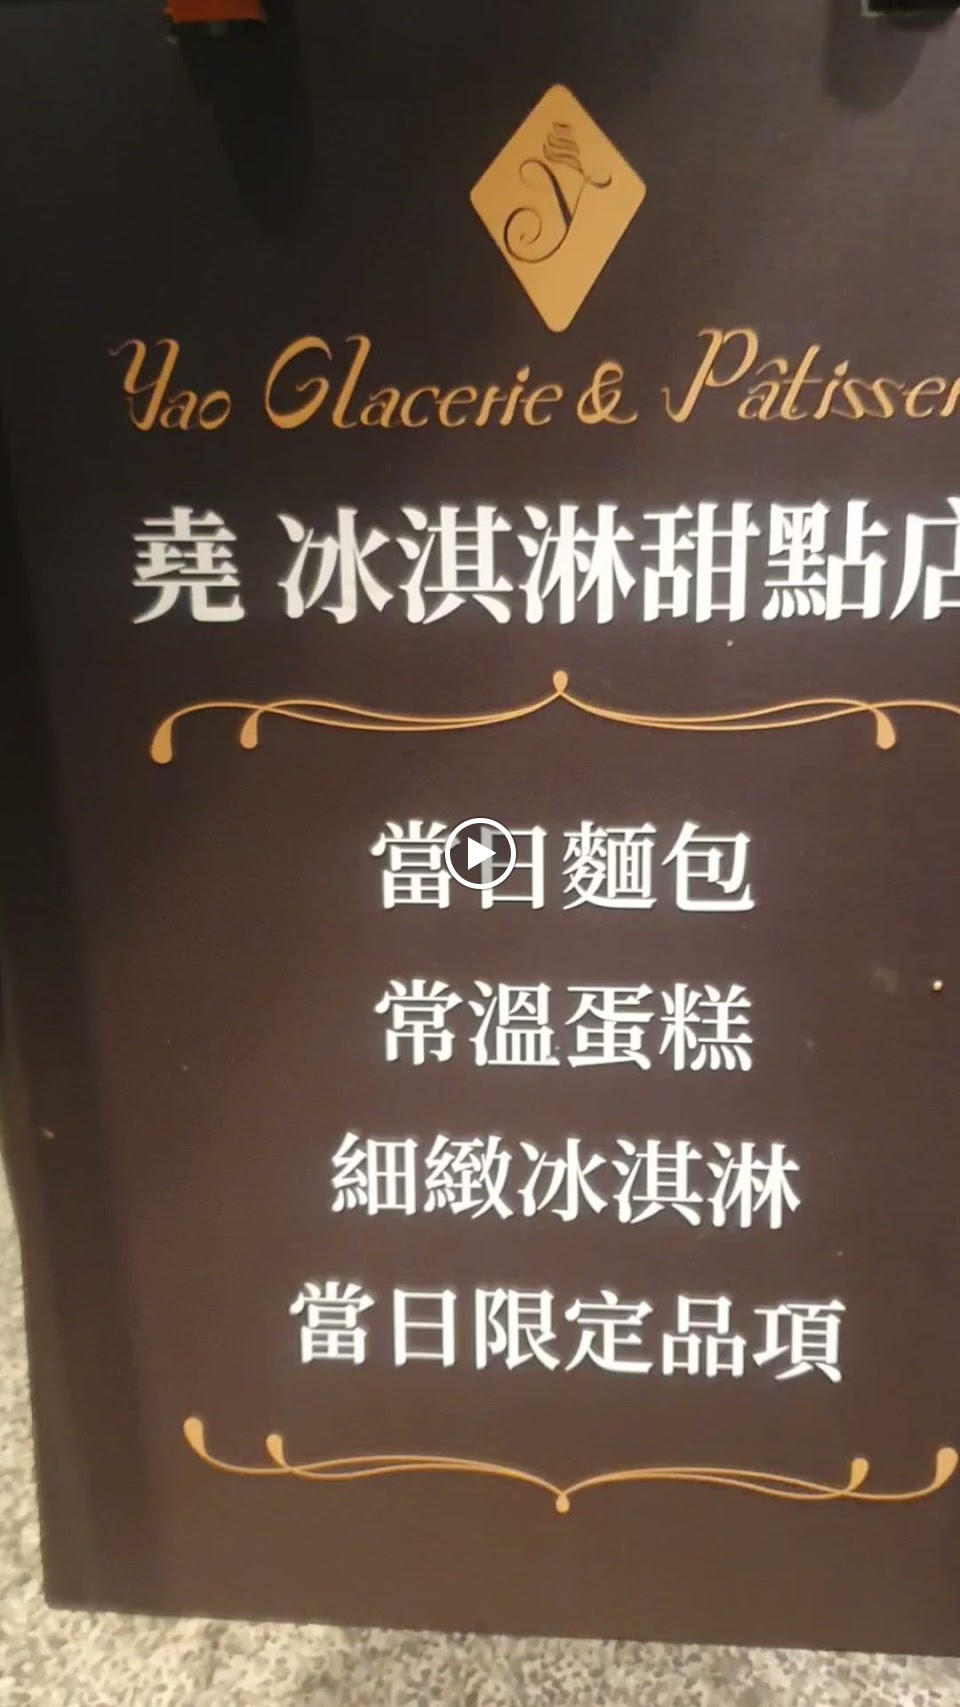 Yao Glacerie & Pâtisser
堯 冰淇淋甜點店
當日麵包
常溫蛋糕
細緻冰淇淋
當日限定品項